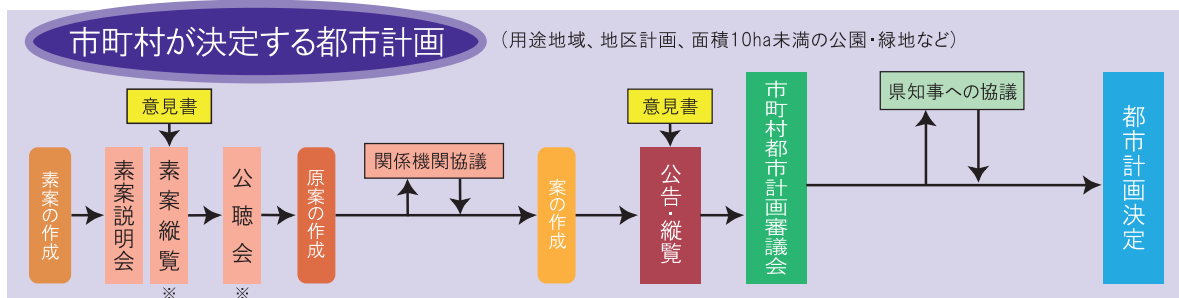 市町村が決定する都市計画
（用途地域、地区計画、面積10ha未満の公園・緑地など）
意見書
意見書
県知事への協議
関係機関協議
素案の作成
素案説明会
素案縦覧
※
公聴会
※
原案の作成
案の作成
公告・縦覧
市町村都市計画審議会
都市計画決定